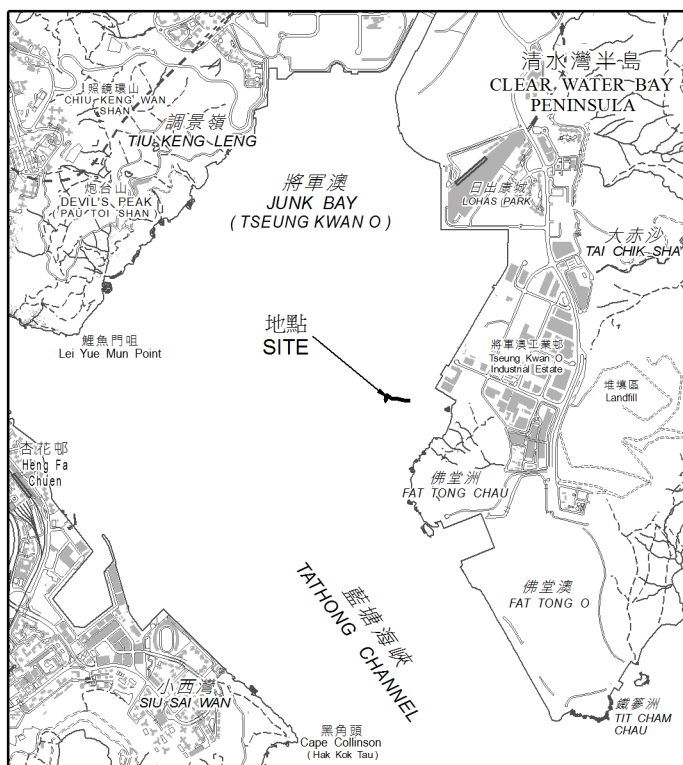 清水灣半島
CLEAR WATER BAY
PENINSULA
照鏡環山
CHIU KENG WAN
SHAN
調景嶺
TIU KENG LENG
炮台山
DEVIL'S PEAK
(PAU TOI SHAN)
將軍澳
JUNK BAY
(TSEUNG KWAN O)
日出康城
LOHAS PARK
大赤沙
TAI CHIK SHA
鯉魚門咀
Lei Yue Mun Point
地點
SITE
將軍澳工業邨
Tseung Kwan O
Industrial Estate
堆填區
Landfill
杏花邨
Heng Fa
Chuen
佛堂洲
FAT TONG CHAU
藍塘海峽
TATHONG CHANNEL
佛堂澳
FAT TONG O
小西灣
SIU SAI WAN
黑角頭
Cape Collinson
(Hak Kok Tau)
鐵篸洲
TIT CHAM
CHAU